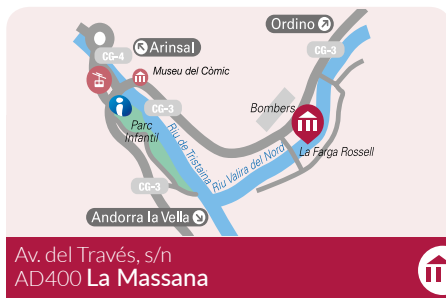 Ordino
Arinsal
CG-3
CG-4
Museu del Còmic
CG-3
Bombers
Parc
Infantil
Riu de Tristaina
La Farga Rossell
Riu Valira del Nord
CG-3
Andorra la Vella
Av. del Través, s/n
AD400 La Massana